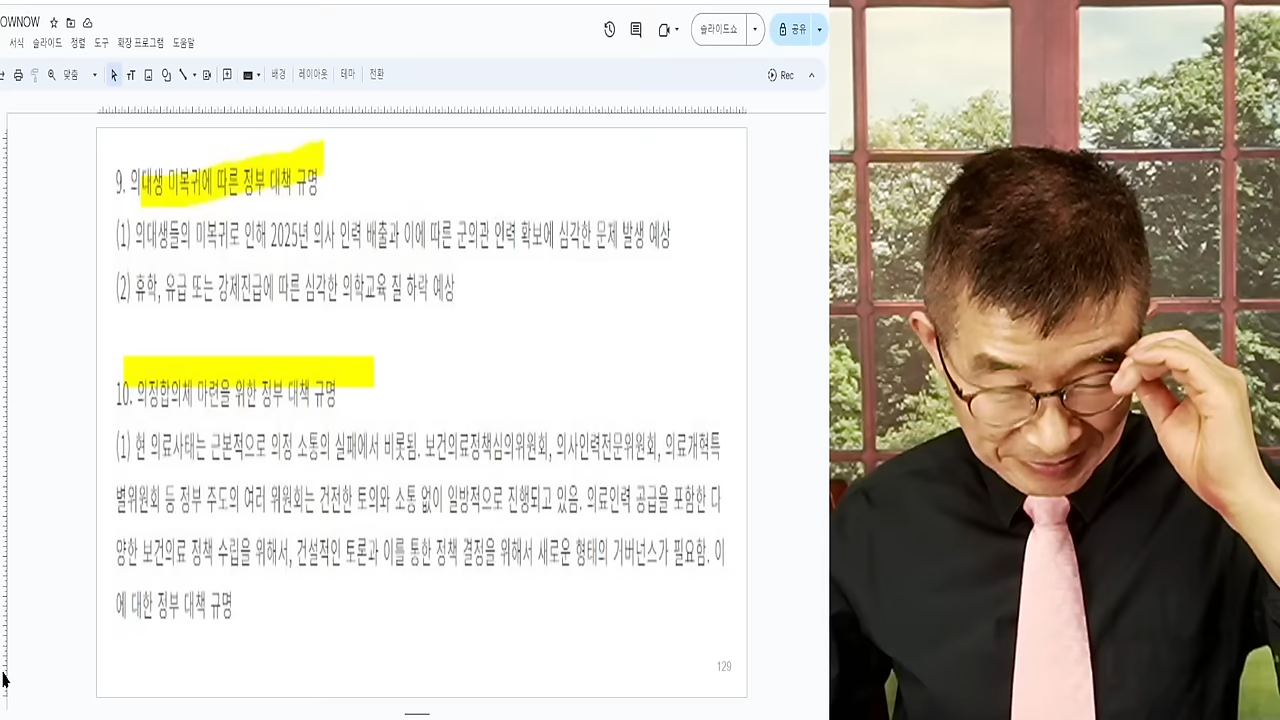 OWNOW
서식 슬라이드 정렬 도구 확장 프로그램 도움말
슬라이드쇼
공유
맞춤
배경 레이아웃 테마 전환
Rec
9. 의대생 미복귀에 따른 정부 대책 규명
(1) 의대생들의 미복귀로 인해 2025년 의사 인력 배출과 이에 따른 군의관 인력 확보에 심각한 문제 발생 예상
(2) 휴학, 유급 또는 강제진급에 따른 심각한 의학교육 질 하락 예상
10. 의정합의체 마련을 위한 정부 대책 규명
(1) 현 의료사태는 근본적으로 의정 소통의 실패에서 비롯됨. 보건의료정책심의위원회, 의사인력전문위원회, 의료개혁특
별위원회 등 정부 주도의 여러 위원회는 건전한 토의와 소통 없이 일방적으로 진행되고 있음. 의료인력 공급을 포함한 다
양한 보건의료 정책 수립을 위해서, 건설적인 토론과 이를 통한 정책 결정을 위해서 새로운 형태의 거버넌스가 필요함. 이
에 대한 정부 대책 규명
129